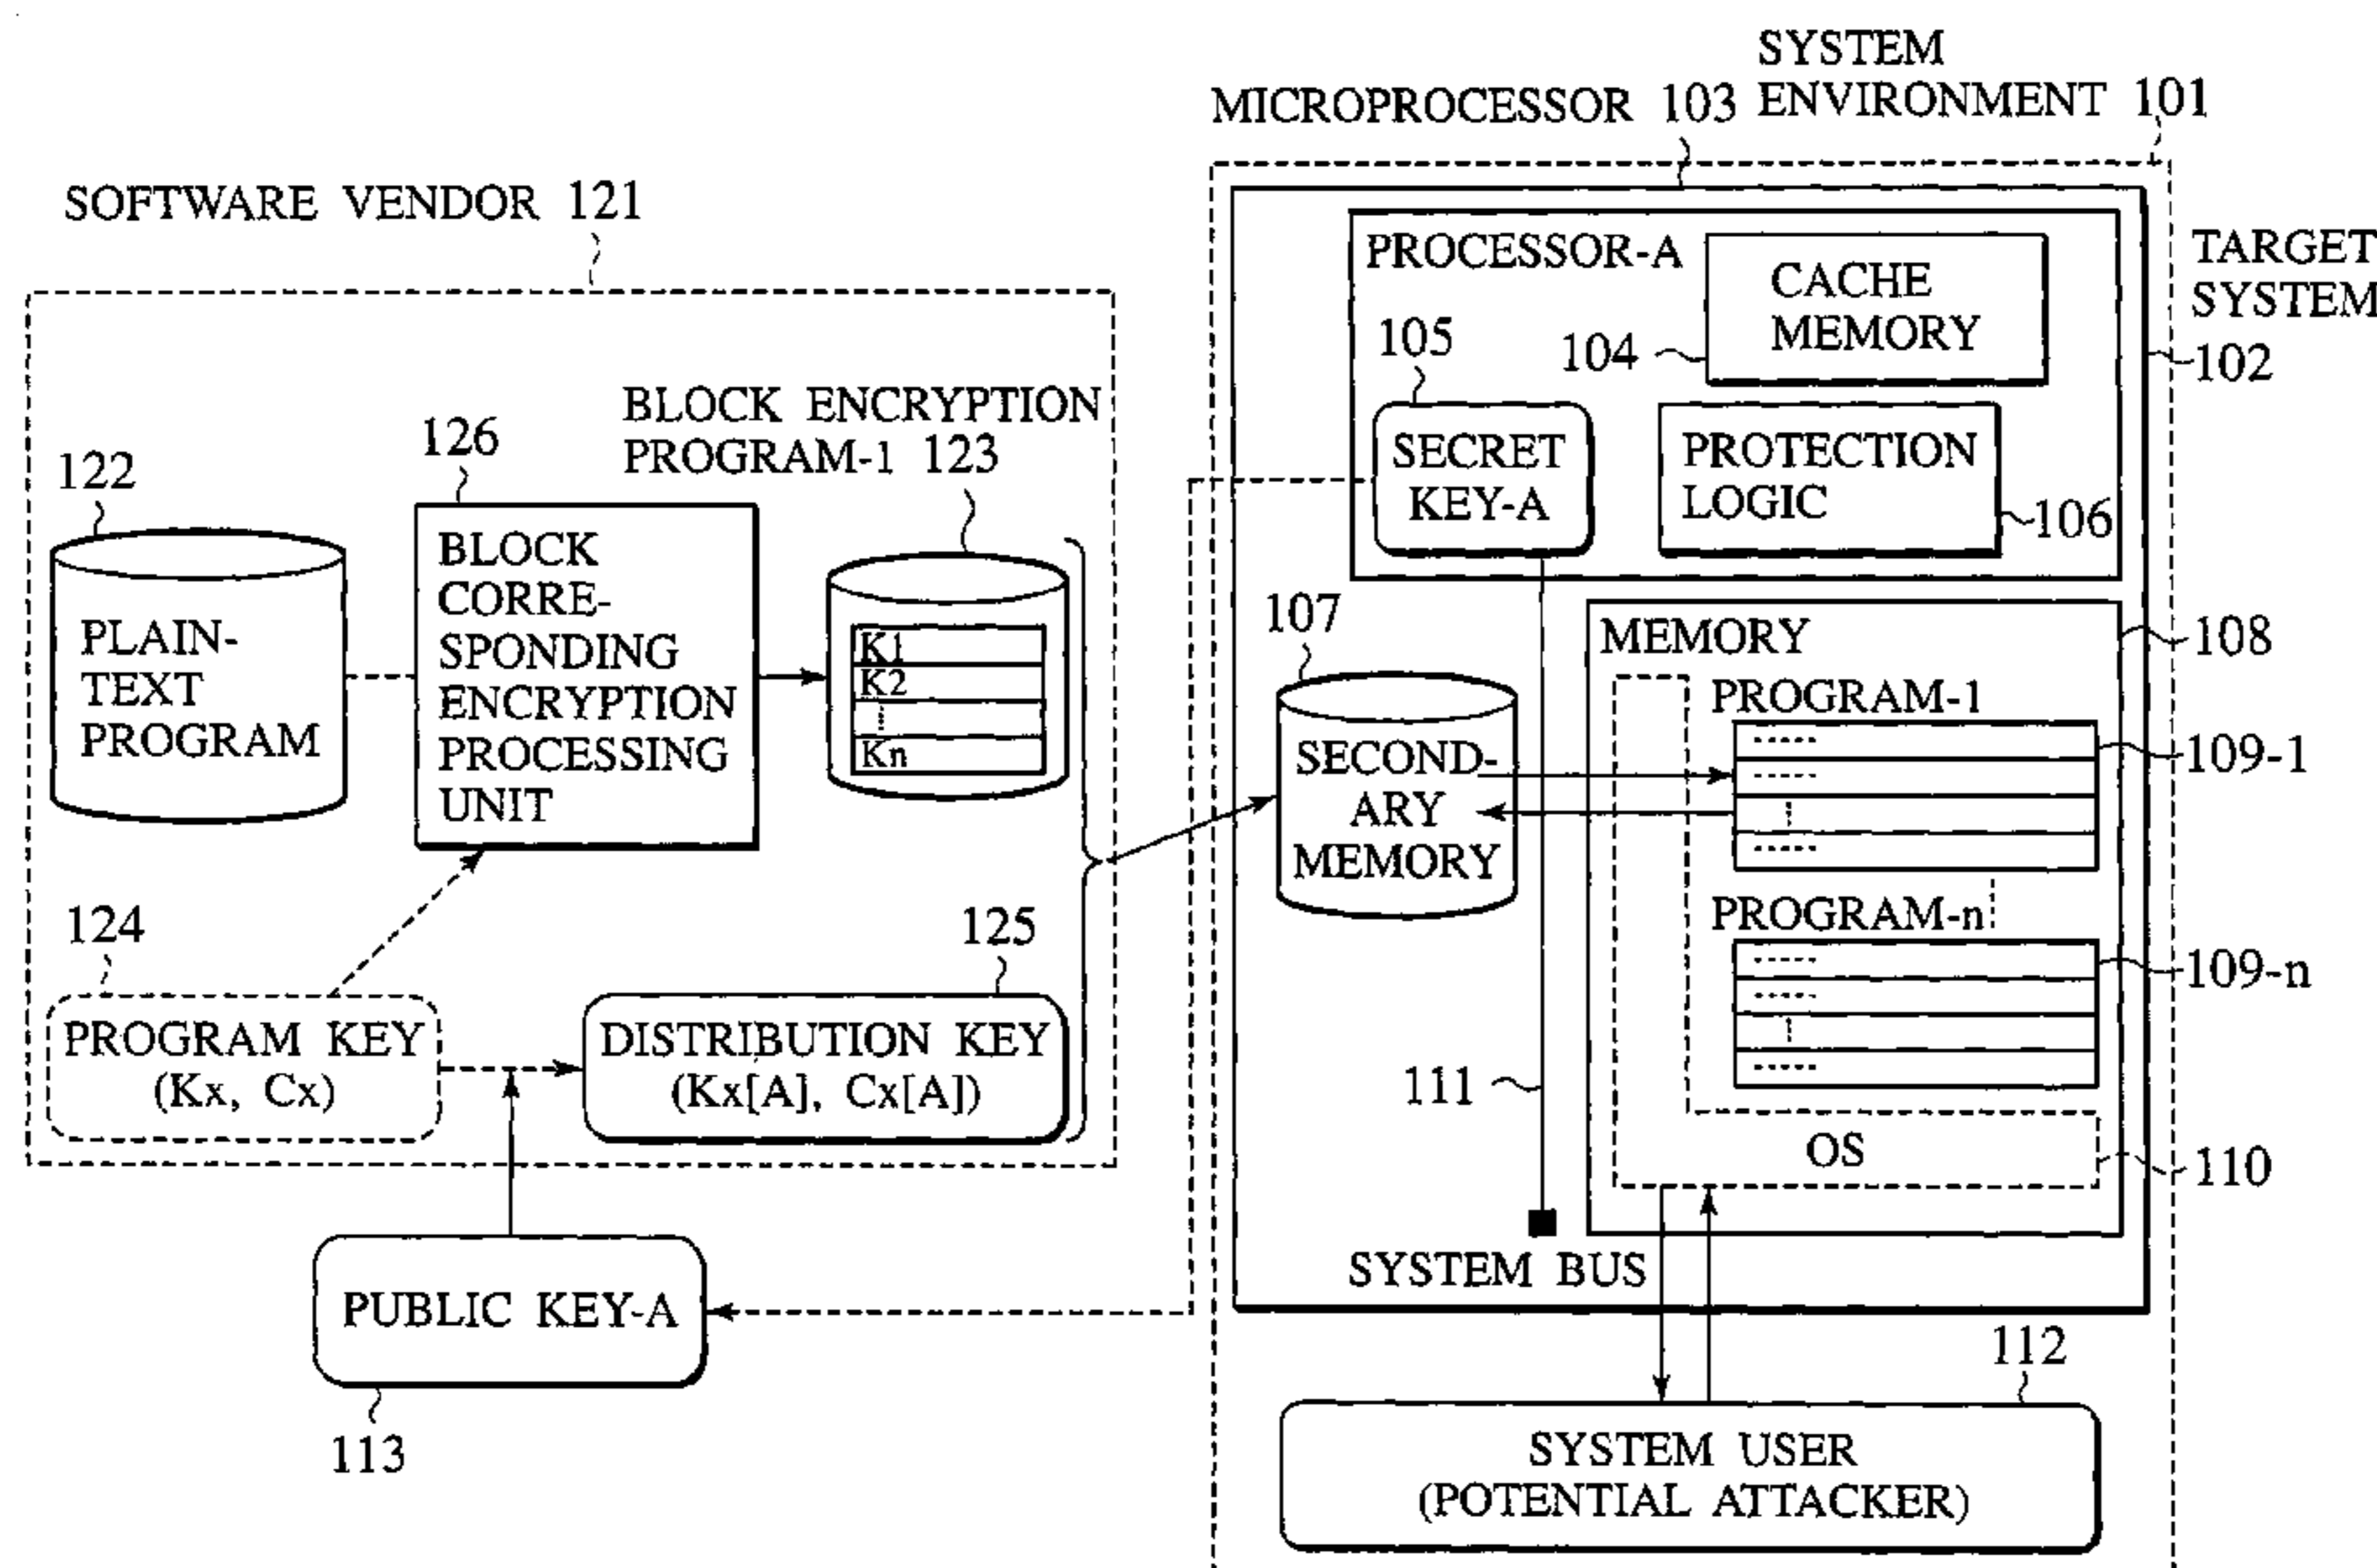 SYSTEM
ENVIRONMENT 101
MICROPROCESSOR 103
SOFTWARE VENDOR 121
TARGET
SYSTEM
102
PROCESSOR-A
CACHE
MEMORY
104
105
SECRET
KEY-A
PROTECTION
LOGIC
106
BLOCK ENCRYPTION
PROGRAM-1 123
126
122
PLAIN-
TEXT
PROGRAM
BLOCK
CORRE-
SPONDING
ENCRYPTION
PROCESSING
UNIT
K1
K2
Kn
107
SECOND-
ARY
MEMORY
MEMORY
108
PROGRAM-1
109-1
PROGRAM-n
109-n
124
PROGRAM KEY
(Kx, Cx)
125
DISTRIBUTION KEY
(Kx[A], Cx[A])
111
OS
110
SYSTEM BUS
PUBLIC KEY-A
113
112
SYSTEM USER
(POTENTIAL ATTACKER)